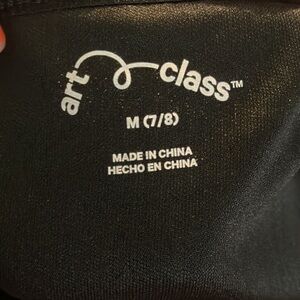 art class™
M (7/8)
MADE IN CHINA
HECHO EN CHINA